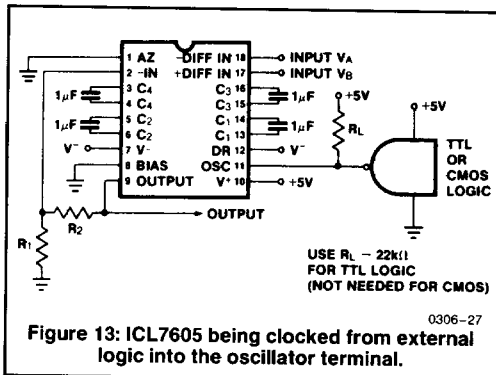 1 AZ
2 -IN
3 C4
4 C4
5 C2
6 C2
7 V-
8 BIAS
9 OUTPUT
-DIFF IN 18
+DIFF IN 17
C3 16
C3 15
C1 14
C1 13
DR 12
OSC 11
V+ 10
1µF
1µF
V-
R1
R2
OUTPUT
INPUT VA
INPUT VB
1µF
1µF
V-
+5V
+5V
RL
+5V
TTL
OR
CMOS
LOGIC
USE RL - 22kΩ
FOR TTL LOGIC
(NOT NEEDED FOR CMOS)
0306-27
Figure 13: ICL7605 being clocked from external
logic into the oscillator terminal.